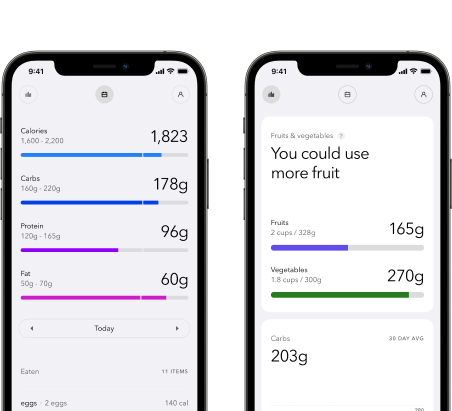 9:41
Calories
1,600 - 2,200
1,823
Carbs
160g - 220g
178g
Protein
120g - 165g
96g
Fat
50g - 70g
60g
Today
Eaten
11 ITEMS
eggs · 2 eggs
140 cal
9:41
Fruits & vegetables ?
You could use
more fruit
Fruits
2 cups / 328g
165g
Vegetables
1.8 cups / 300g
270g
Carbs
30 DAY AVG
203g
290